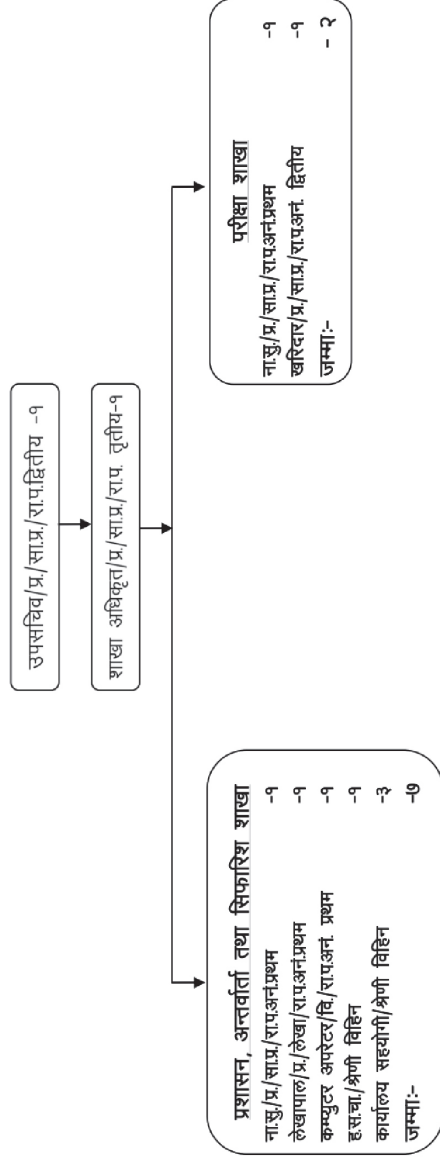 उपसचिव/प्र./सा.प्र./रा.प.द्वितीय -१
शाखा अधिकृत/प्र./सा.प्र./रा.प. तृतीय-१
प्रशासन, अन्तर्वार्ता तथा सिफारिश शाखा
ना.सु./प्र./सा.प्र./रा.प.अनं.प्रथम -१
लेखापाल/प्र./लेखा/रा.प.अनं.प्रथम -१
कम्प्युटर अपरेटर/वि./रा.प.अनं. प्रथम -१
ह.स.चा./श्रेणी विहिन -१
कार्यालय सहयोगी/श्रेणी विहिन -३
जम्माः- -७
परीक्षा शाखा
ना.सु./प्र./सा.प्र./रा.प.अनं.प्रथम -१
खरिदार/प्र./सा.प्र./रा.प.अनं. द्वितीय -१
जम्माः- - २